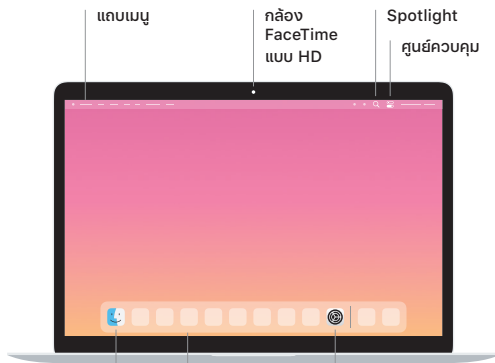 แถบเมนู
กล้อง
FaceTime
แบบ HD
Spotlight
ศูนย์ควบคุม